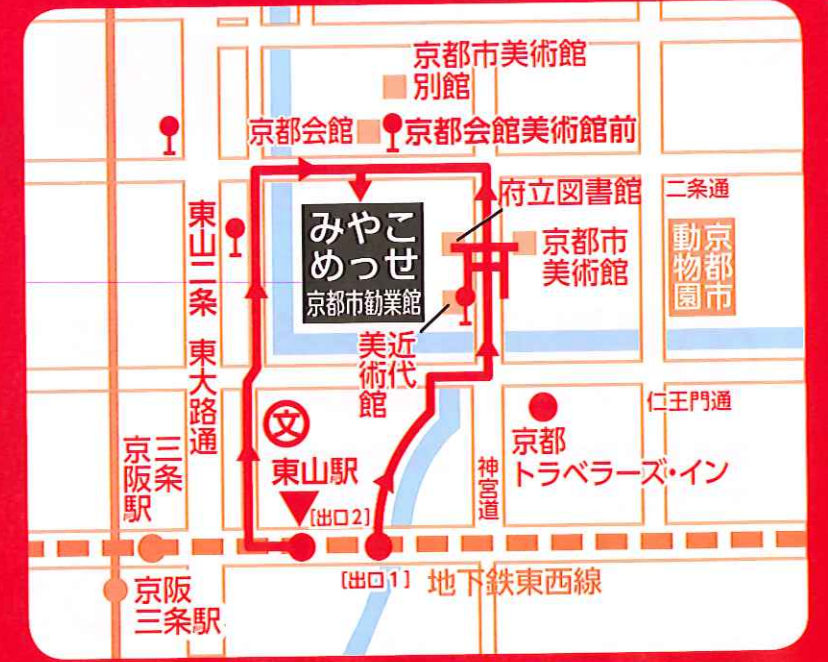 京都市美術館
別館
京都会館
京都会館美術館前
府立図書館
二条通
東山二条
東大路通
みやこ
めっせ
京都市勧業館
京都市
美術館
京都市
動物園
近代
美術館
仁王門通
文
京都
トラベラーズ・イン
三条
京阪
駅
東山駅
[出口2]
神宮道
[出口1]
地下鉄東西線
京阪
三条駅